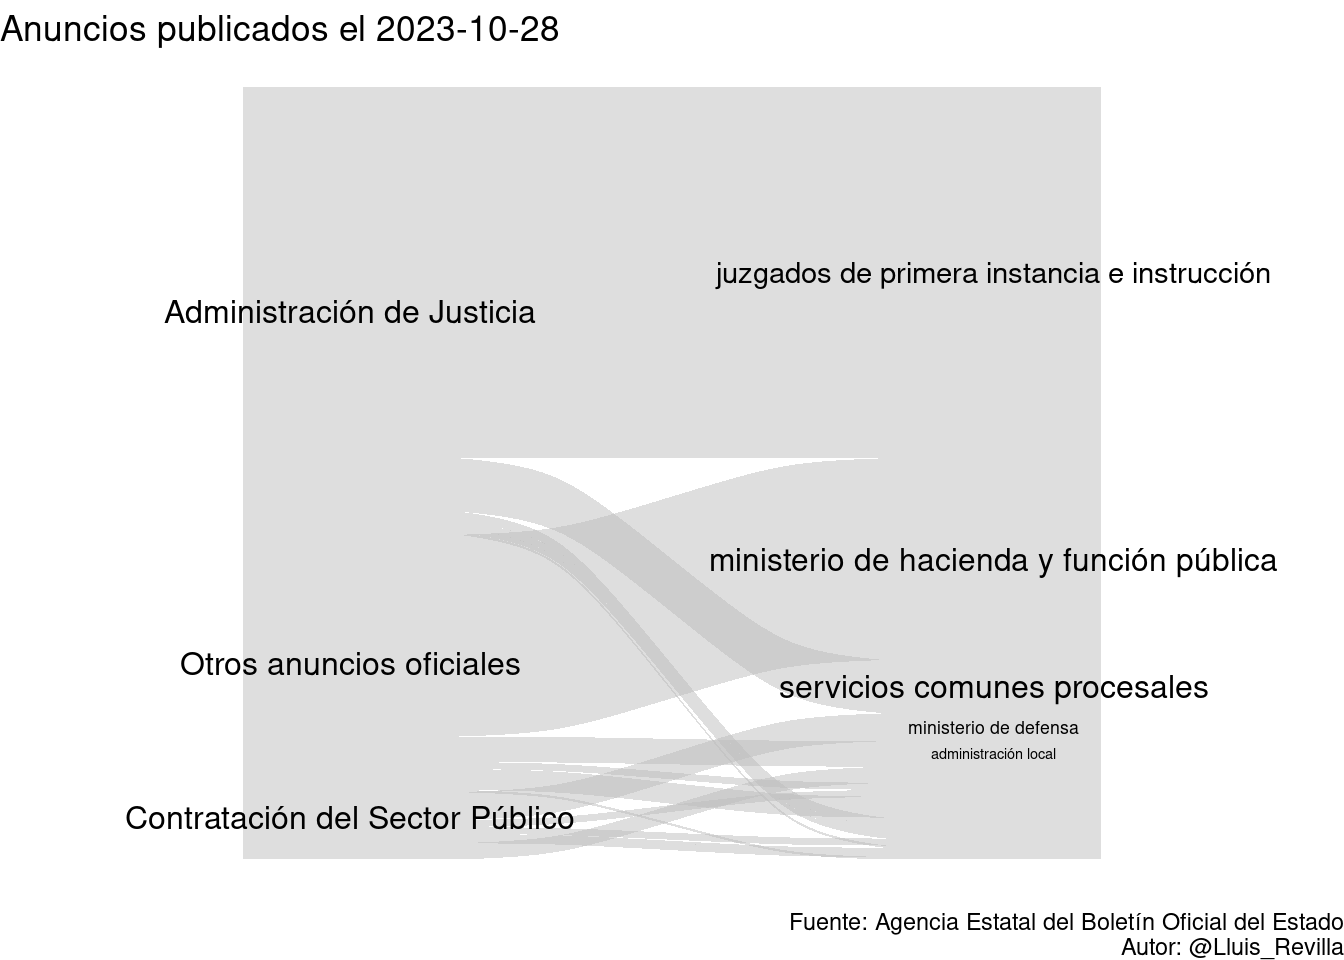 Anuncios publicados el 2023-10-28
juzgados de primera instancia e instrucción
Administración de Justicia
ministerio de hacienda y función pública
Otros anuncios oficiales
servicios comunes procesales
ministerio de defensa
administración local
Contratación del Sector Público
Fuente: Agencia Estatal del Boletín Oficial del Estado
Autor: @Lluis_Revilla